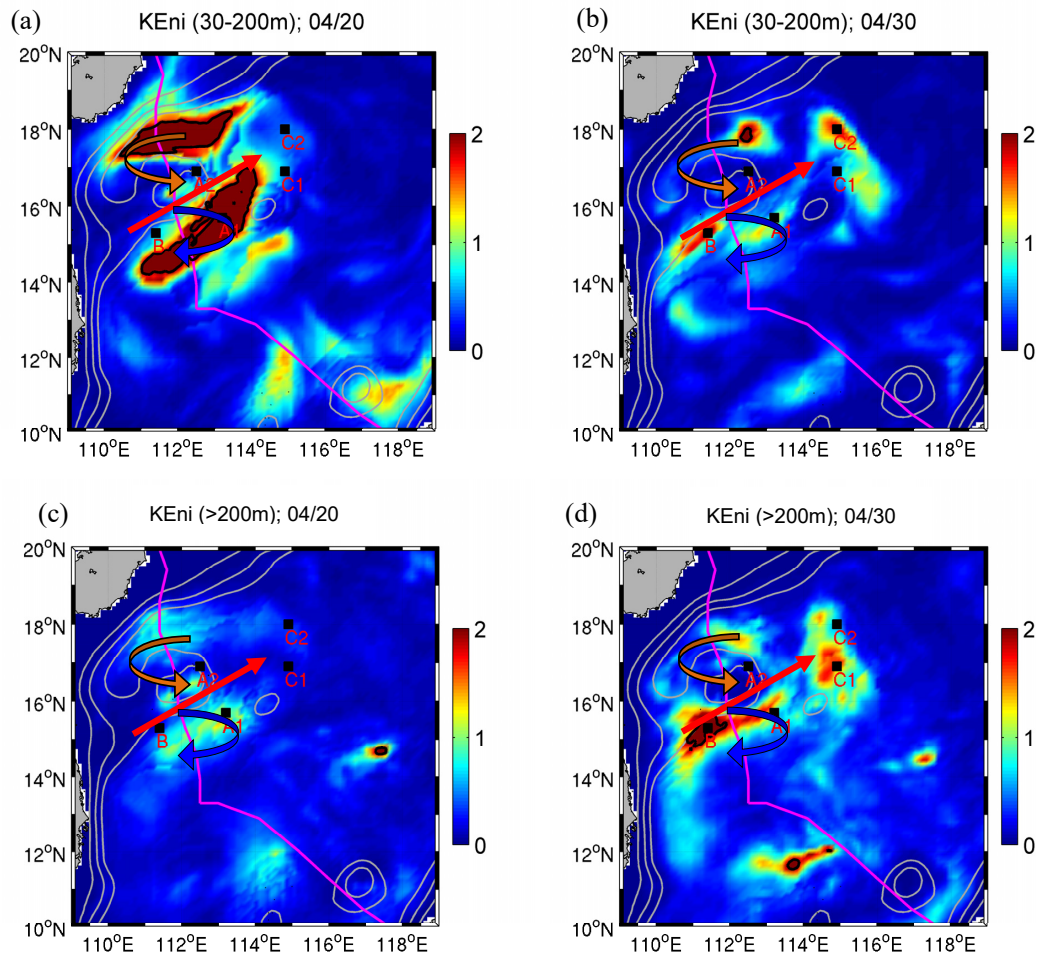 (a) KEni (30-200m); 04/20
20°N
18°N
16°N
14°N
12°N
10°N
110°E 112°E 114°E 116°E 118°E
C2
A2 C1
A1
B
2
1
0
(b) KEni (30-200m); 04/30
20°N
18°N
16°N
14°N
12°N
10°N
110°E 112°E 114°E 116°E 118°E
C2
A2 C1
A1
B
2
1
0
(c) KEni (>200m); 04/20
20°N
18°N
16°N
14°N
12°N
10°N
110°E 112°E 114°E 116°E 118°E
C2
A2 C1
A1
B
2
1
0
(d) KEni (>200m); 04/30
20°N
18°N
16°N
14°N
12°N
10°N
110°E 112°E 114°E 116°E 118°E
C2
A2 C1
A1
B
2
1
0